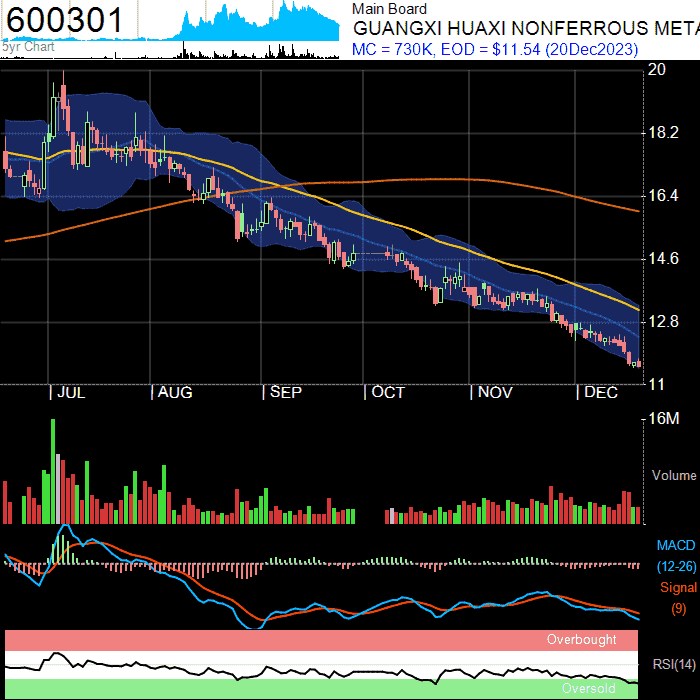 600301
5yr Chart
Main Board
GUANGXI HUAXI NONFERROUS META
MC = 730K, EOD = $11.54 (20Dec2023)
20
18.2
16.4
14.6
12.8
11
JUL AUG SEP OCT NOV DEC
16M
Volume
MACD
(12-26)
Signal
(9)
Overbought
RSI(14)
Oversold